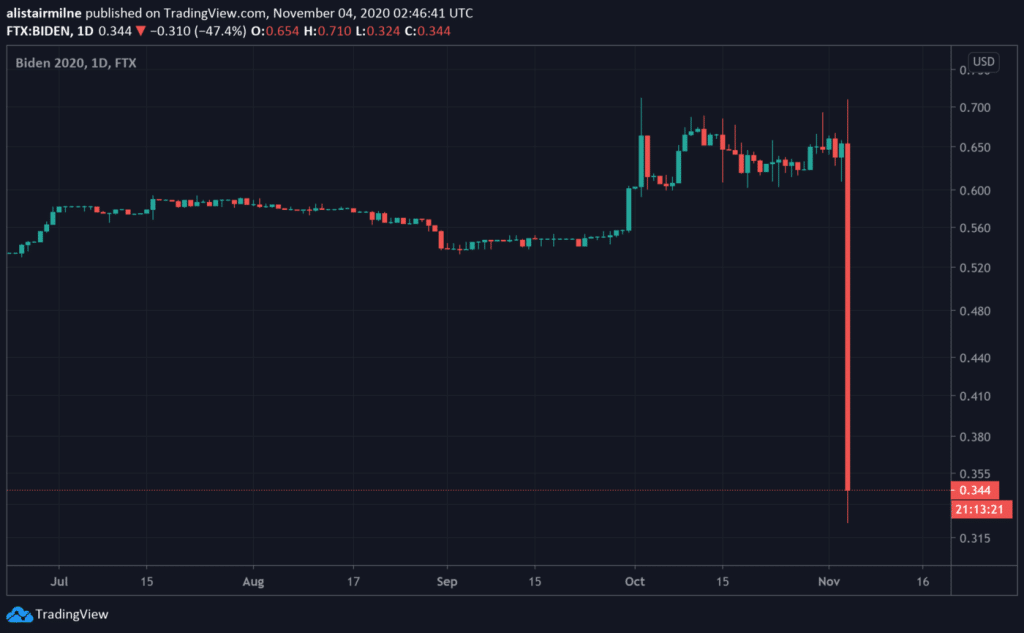 alistairmilne published on TradingView.com, November 04, 2020 02:46:41 UTC
FTX:BIDEN, 1D 0.344 ▼ −0.310 (−47.4%) O:0.654 H:0.710 L:0.324 C:0.344
Biden 2020, 1D, FTX
USD
0.700
0.650
0.600
0.560
0.520
0.480
0.440
0.410
0.380
0.355
0.344
21:13:21
0.315
Jul 15 Aug 17 Sep 15 Oct 15 Nov 16
TradingView